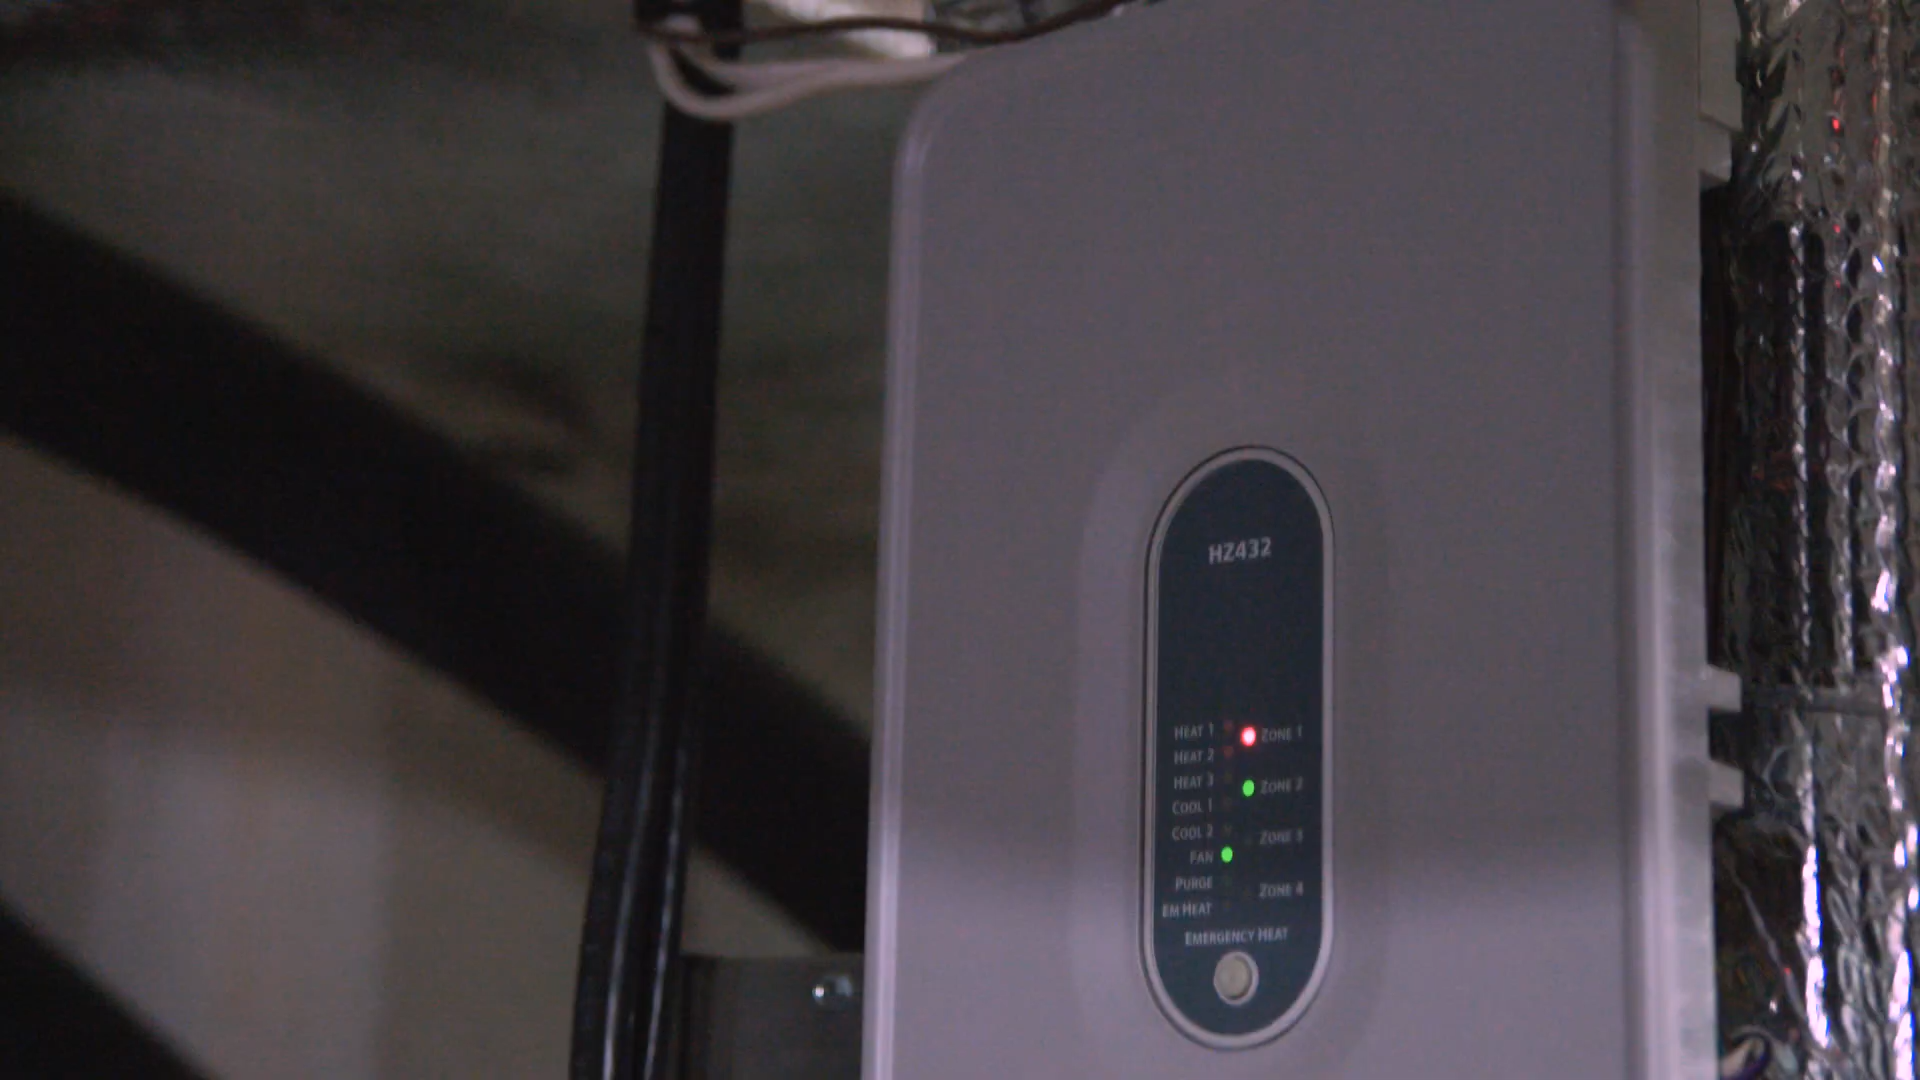 HZ432
HEAT 1
HEAT 2
HEAT 3
COOL 1
COOL 2
FAN
PURGE
EM HEAT
ZONE 1
ZONE 2
ZONE 3
ZONE 4
EMERGENCY HEAT